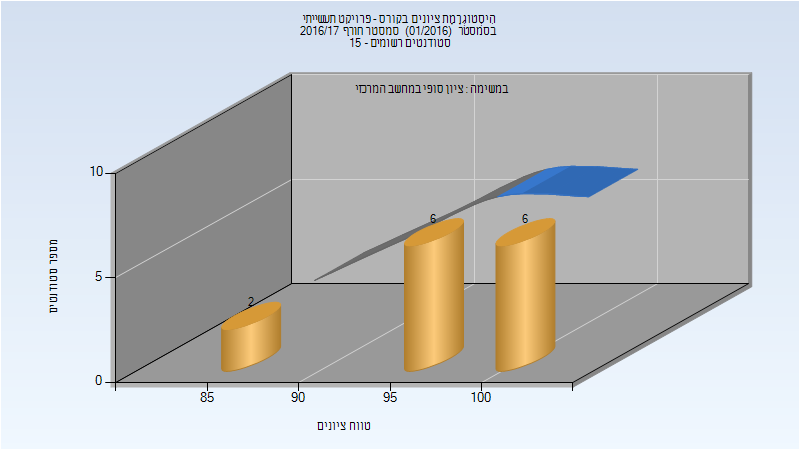 היסטוגרמת ציונים בקורס - פרויקט תעשייתי
בסמסטר (01/2016) סמסטר חורף 2016/17
סטודנטים רשומים - 15
במשימה : ציון סופי במחשב המרכזי
10
5
0
מספר סטודנטים
2
6
6
85
90
95
100
טווח ציונים